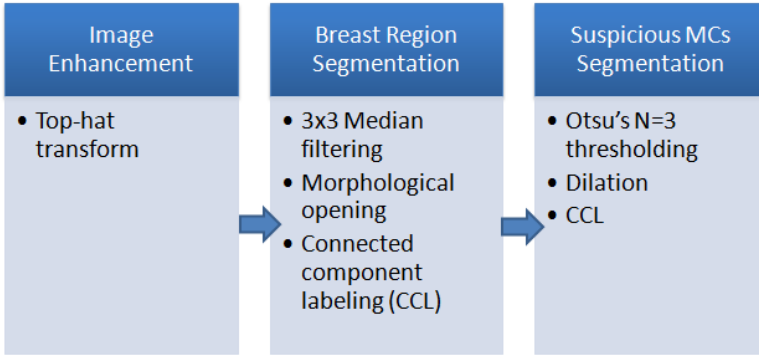 Image
Enhancement
• Top-hat
transform
Breast Region
Segmentation
• 3x3 Median
filtering
• Morphological
opening
• Connected
component
labeling (CCL)
Suspicious MCs
Segmentation
• Otsu's N=3
thresholding
• Dilation
• CCL